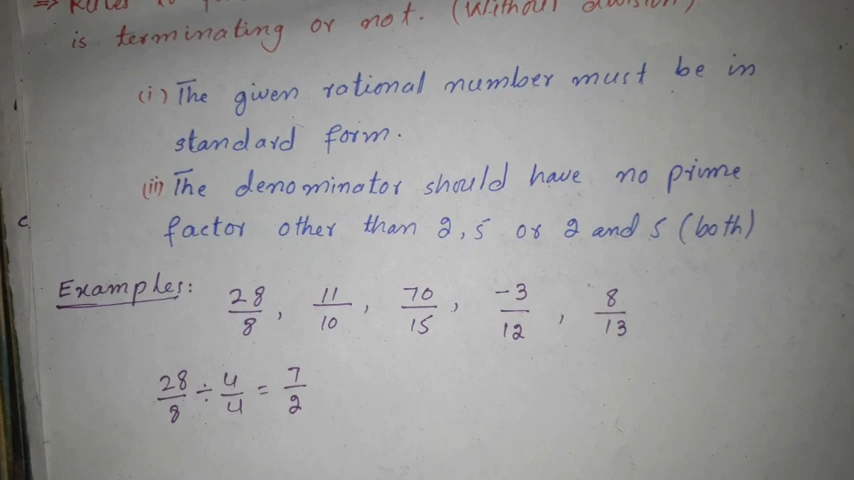 is terminating or not. (Without division)
(i) The given rational number must be in
standard form.
(ii) The denominator should have no prime
factor other than 2, 5 or 2 and 5 (both)
Examples: 28/8, 11/10, 70/15, -3/12, 8/13
28/8 ÷ 4/4 = 7/2